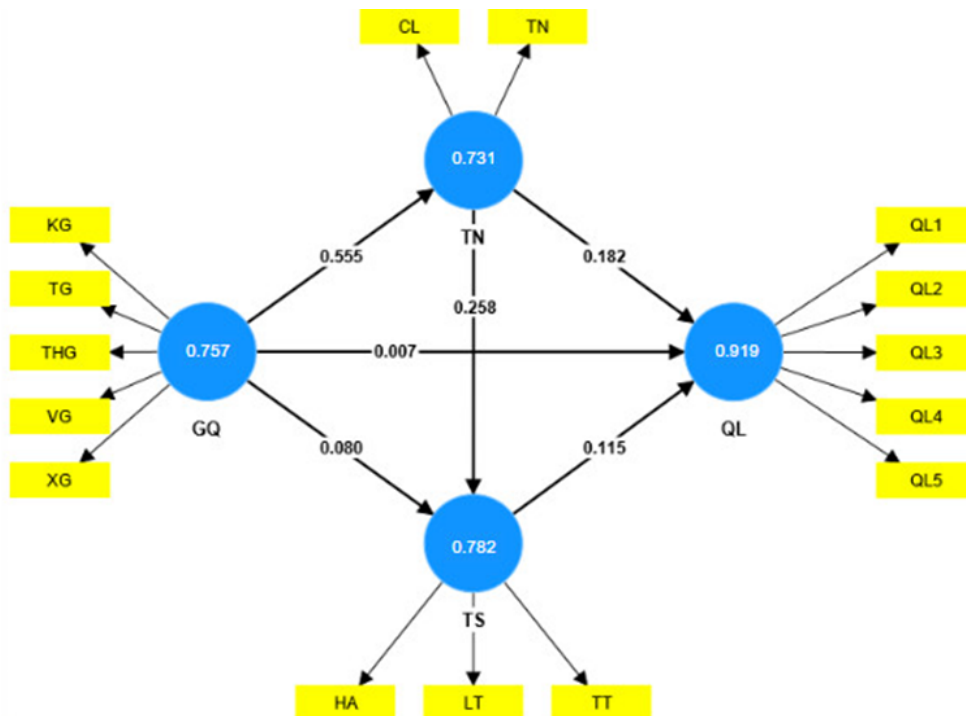 CL TN
0.731
KG
TN
QL1
0.555
0.182
TG
QL2
0.258
THG
0.757
0.007
0.919
QL3
VG
GQ
QL
QL4
0.080
0.115
XG
QL5
0.782
TS
HA LT TT